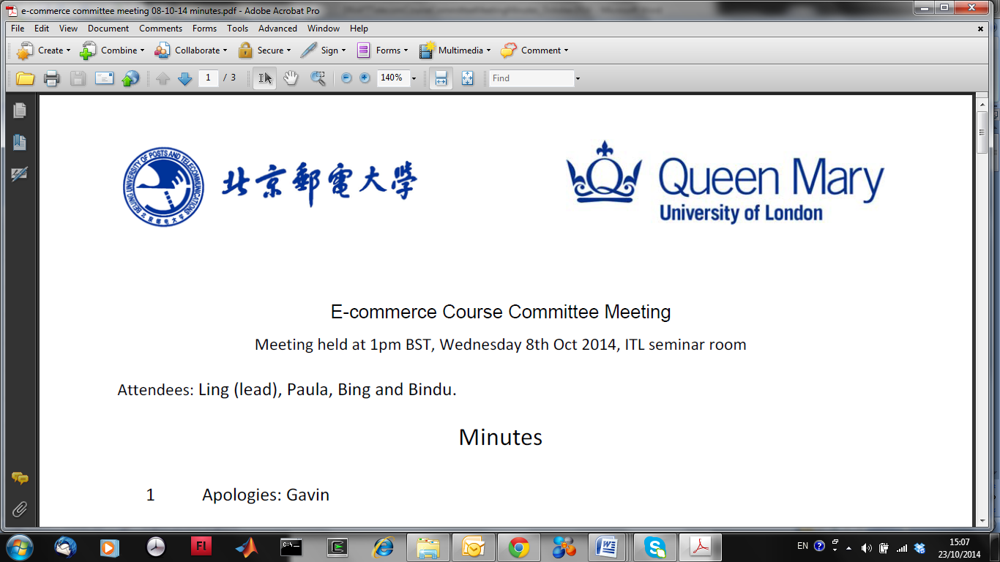 e-commerce committee meeting 08-10-14 minutes.pdf - Adobe Acrobat Pro
File Edit View Document Comments Forms Tools Advanced Window Help
Create Combine Collaborate Secure Sign Forms Multimedia Comment
1 / 3 140% Find
BEIJING UNIVERSITY OF POSTS AND TELECOMMUNICATIONS
北京邮电大学
北京郵電大學
Queen Mary
University of London
E-commerce Course Committee Meeting
Meeting held at 1pm BST, Wednesday 8th Oct 2014, ITL seminar room
Attendees: Ling (lead), Paula, Bing and Bindu.
Minutes
1 Apologies: Gavin
Fl C:\ EN 15:07
23/10/2014